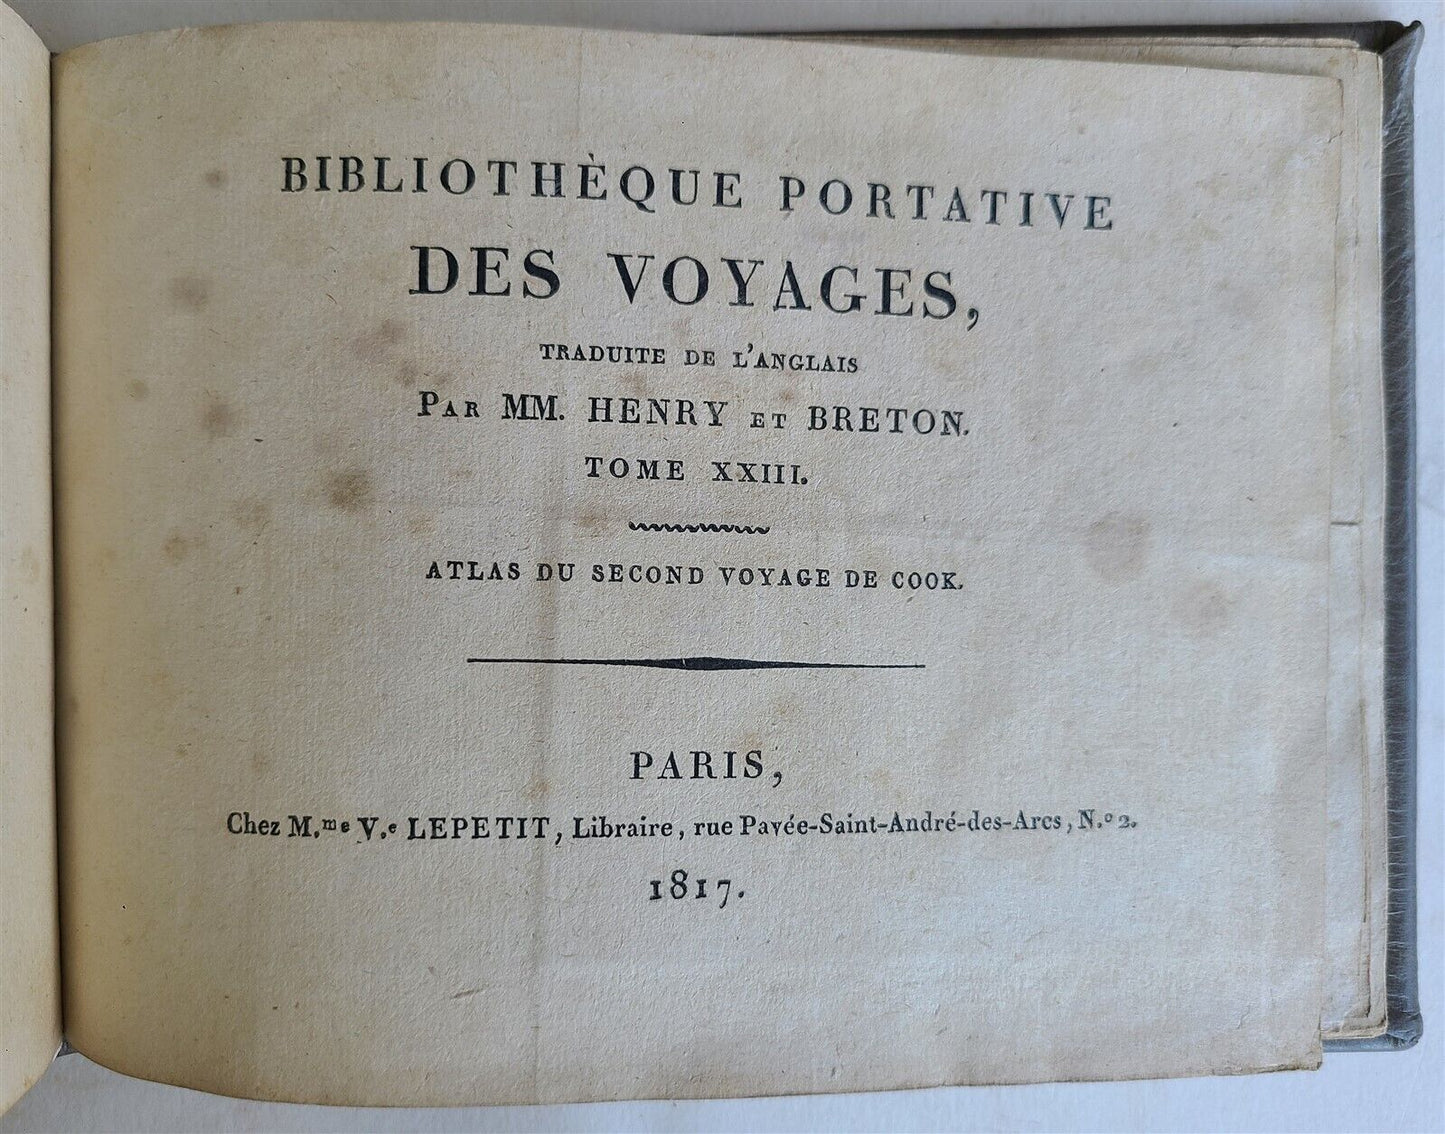 BIBLIOTHÈQUE PORTATIVE
DES VOYAGES,
TRADUITE DE L'ANGLAIS
PAR MM. HENRY ET BRETON.
TOME XXIII.
ATLAS DU SECOND VOYAGE DE COOK.
PARIS,
Chez M.me V.e LEPETIT, Libraire, rue Pavée-Saint-André-des-Arcs, N.o 2.
1817.